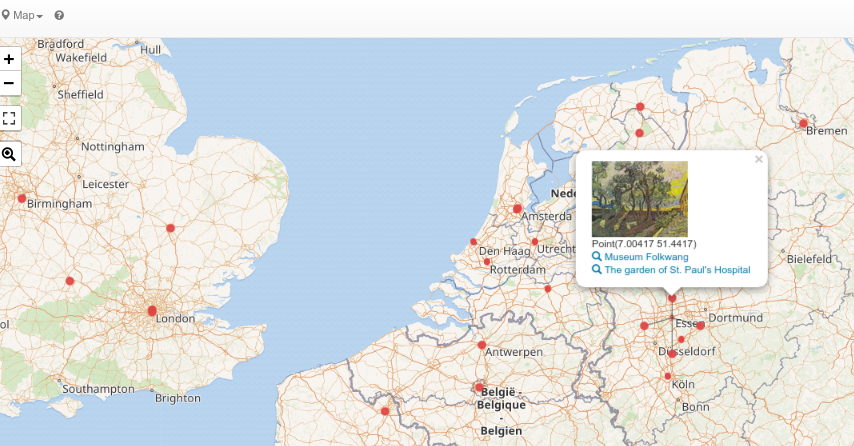 Map
+
−
Bradford
Hull
Wakefield
Sheffield
Nottingham
Leicester
Birmingham
London
Southampton
Brighton
Bremen
Nede
Amsterda
Den Haag
Utrecht
Rotterdam
×
Point(7.00417 51.4417)
Museum Folkwang
The garden of St. Paul's Hospital
Bielefeld
ol
Dortmund
Esse
Antwerpen
Düsseldorf
Köln
Bonn
België -
Belgique
-
Belgien